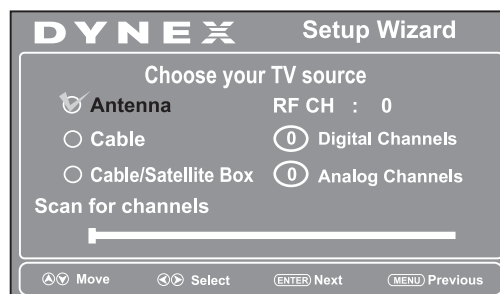 DYNEX Setup Wizard
Choose your TV source
Antenna RF CH : 0
Cable 0 Digital Channels
Cable/Satellite Box 0 Analog Channels
Scan for channels
Move Select ENTER Next MENU Previous